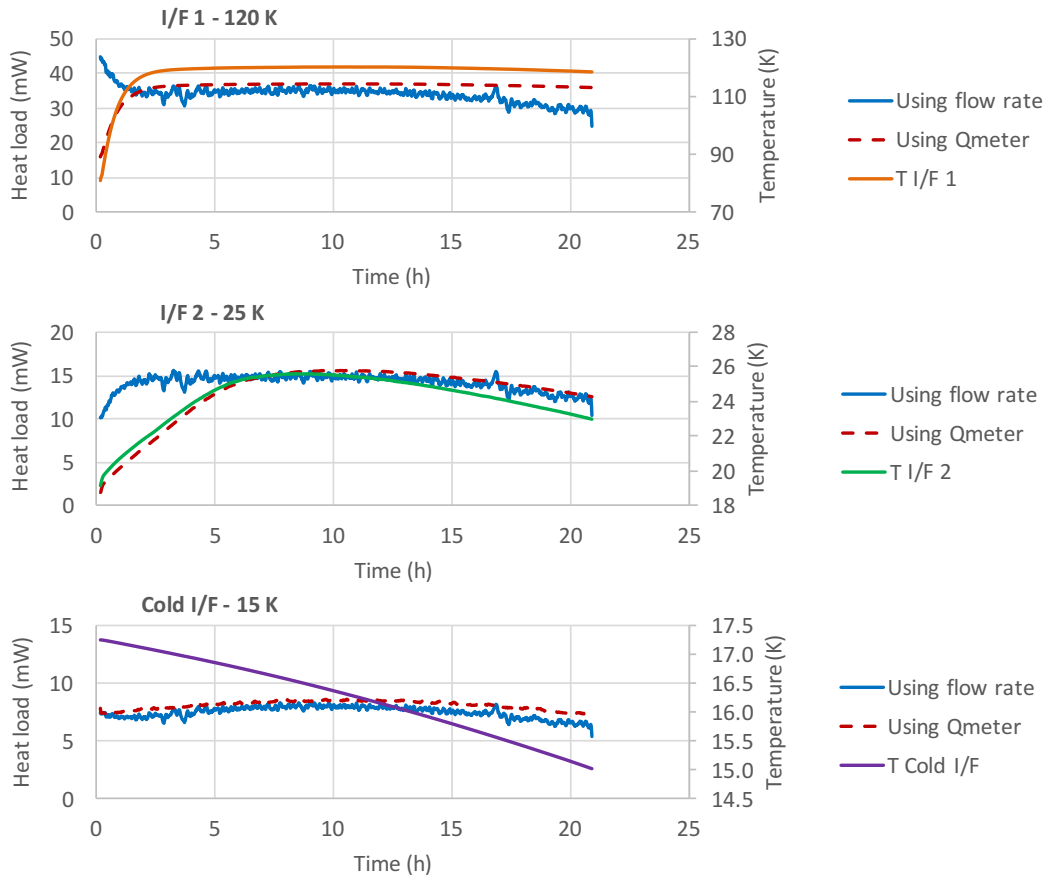 I/F 1 - 120 K
Heat load (mW)
50
40
30
20
10
0
130
110
90
70
Temperature (K)
0 5 10 15 20 25
Time (h)
Using flow rate
Using Qmeter
T I/F 1
I/F 2 - 25 K
Heat load (mW)
20
15
10
5
0
28
26
24
22
20
18
Temperature (K)
0 5 10 15 20 25
Time (h)
Using flow rate
Using Qmeter
T I/F 2
Cold I/F - 15 K
Heat load (mW)
15
10
5
0
17.5
17.0
16.5
16.0
15.5
15.0
14.5
Temperature (K)
0 5 10 15 20 25
Time (h)
Using flow rate
Using Qmeter
T Cold I/F